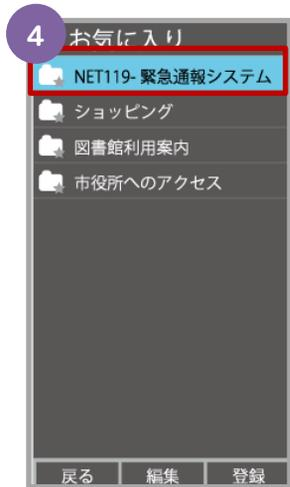 4
お気に入り
NET119- 緊急通報システム
ショッピング
図書館利用案内
市役所へのアクセス
戻る 編集 登録